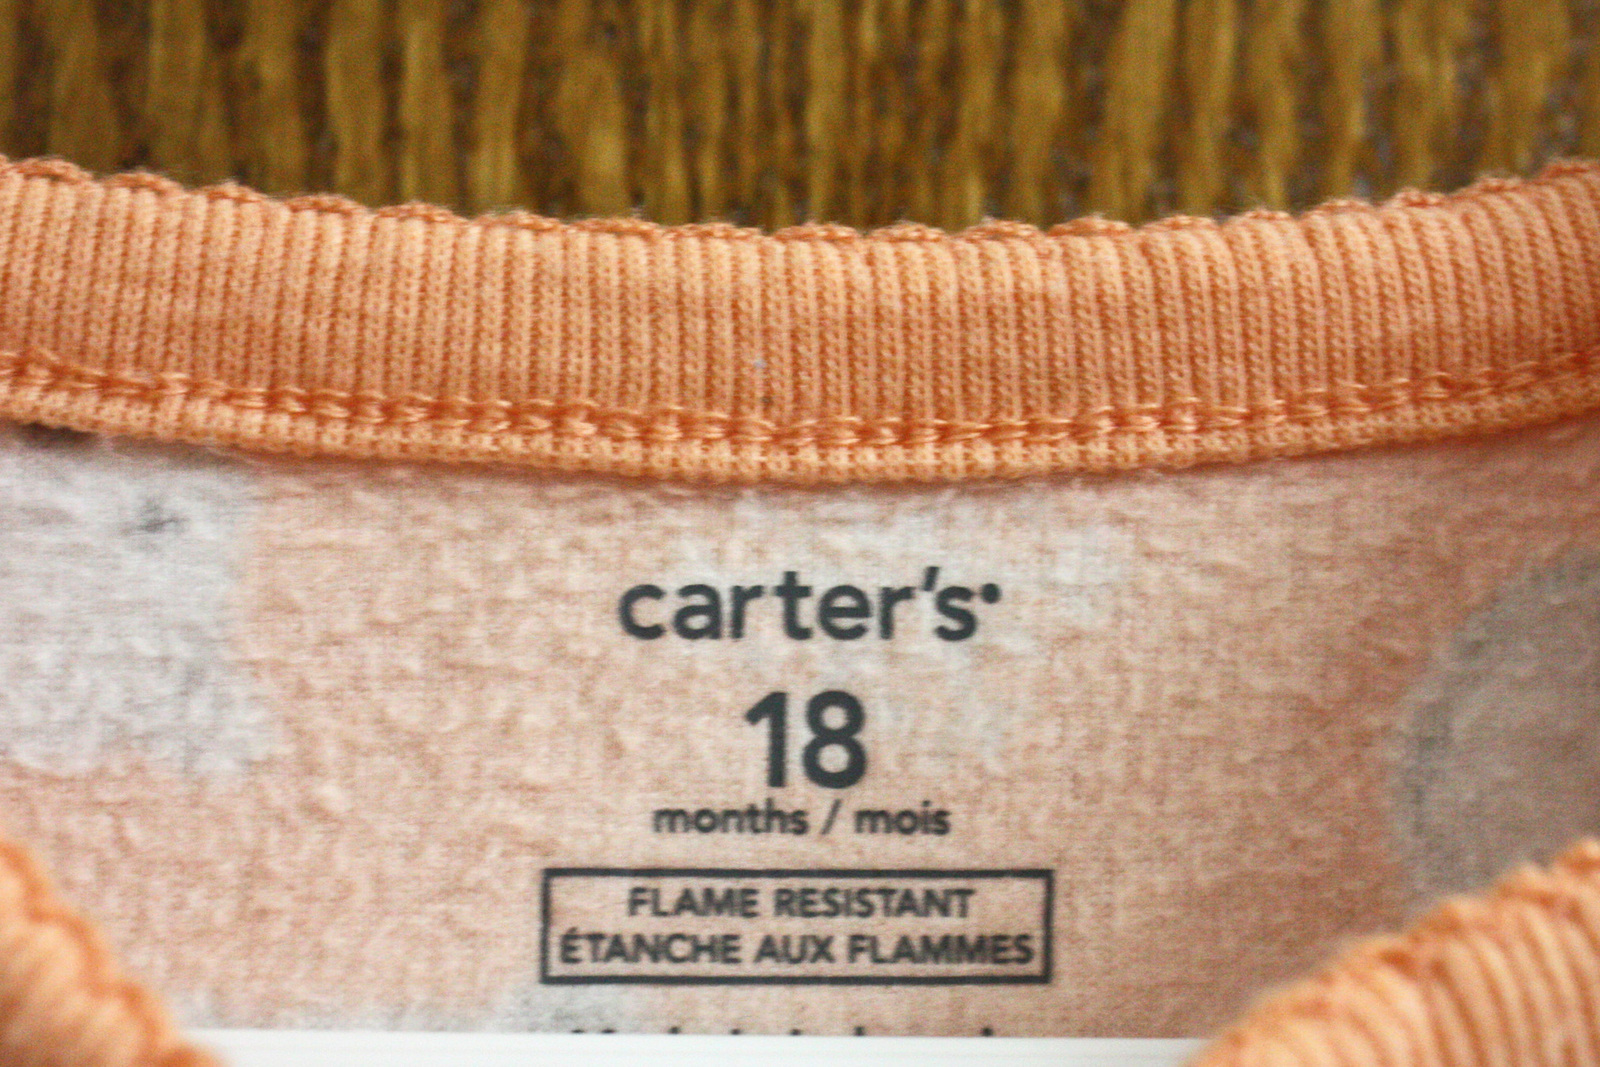 carter's
18
months / mois
FLAME RESISTANT
ÉTANCHE AUX FLAMMES